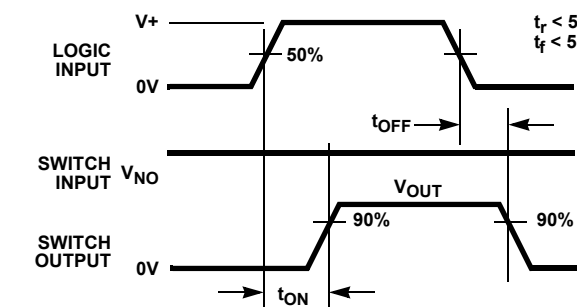 V+
t_r < 5
t_f < 5
LOGIC
INPUT
50%
0V
t_OFF
SWITCH
INPUT
V_NO
V_OUT
90%
90%
SWITCH
OUTPUT
0V
t_ON